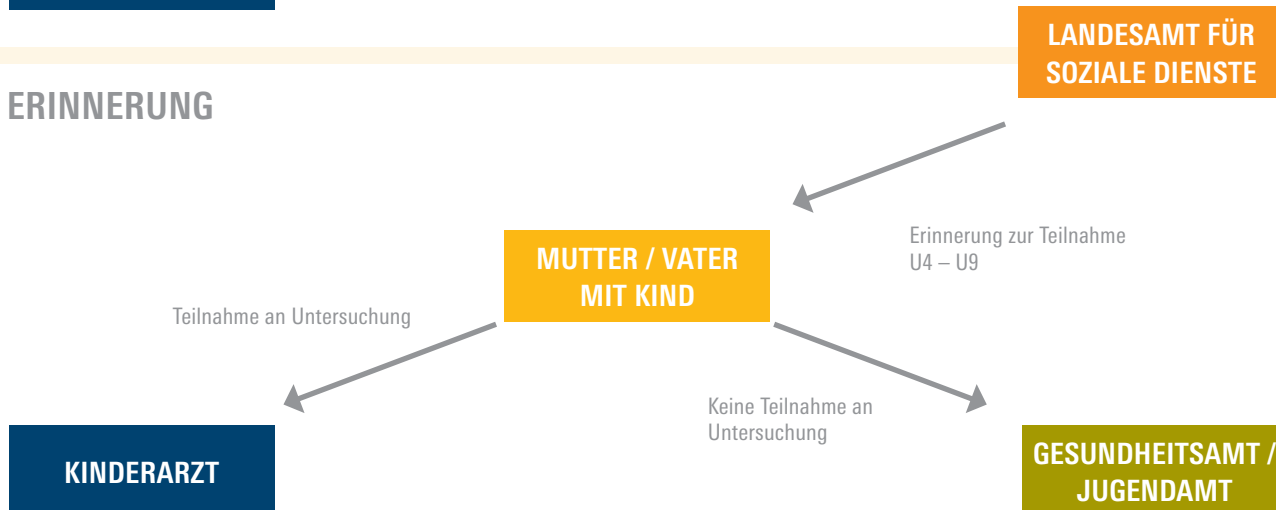 LANDESAMT FÜR
SOZIALE DIENSTE
ERINNERUNG
Erinnerung zur Teilnahme
U4 – U9
MUTTER / VATER
MIT KIND
Teilnahme an Untersuchung
Keine Teilnahme an
Untersuchung
KINDERARZT
GESUNDHEITSAMT /
JUGENDAMT